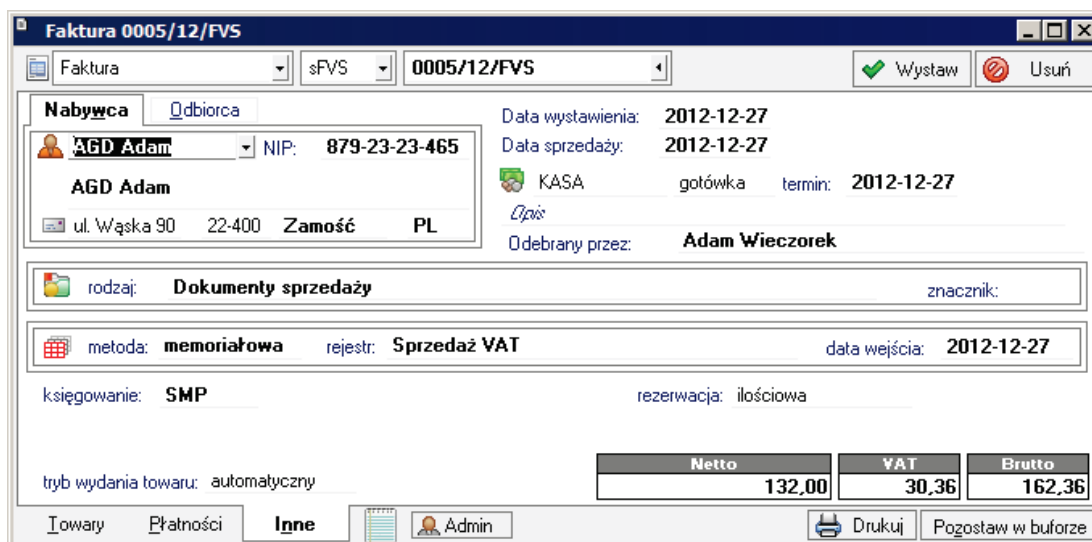 Faktura 0005/12/FVS
Faktura sFVS 0005/12/FVS Wystaw Usuń
Nabywca Odbiorca
AGD Adam NIP: 879-23-23-465
AGD Adam
ul. Wąska 90 22-400 Zamość PL
Data wystawienia: 2012-12-27
Data sprzedaży: 2012-12-27
KASA gotówka termin: 2012-12-27
Opis
Odebrany przez: Adam Wieczorek
rodzaj: Dokumenty sprzedaży znacznik:
metoda: memoriałowa rejestr: Sprzedaż VAT data wejścia: 2012-12-27
księgowanie: SMP rezerwacja: ilościowa
Netto VAT Brutto
tryb wydania towaru: automatyczny 132,00 30,36 162,36
Towary Płatności Inne Admin Drukuj Pozostaw w buforze